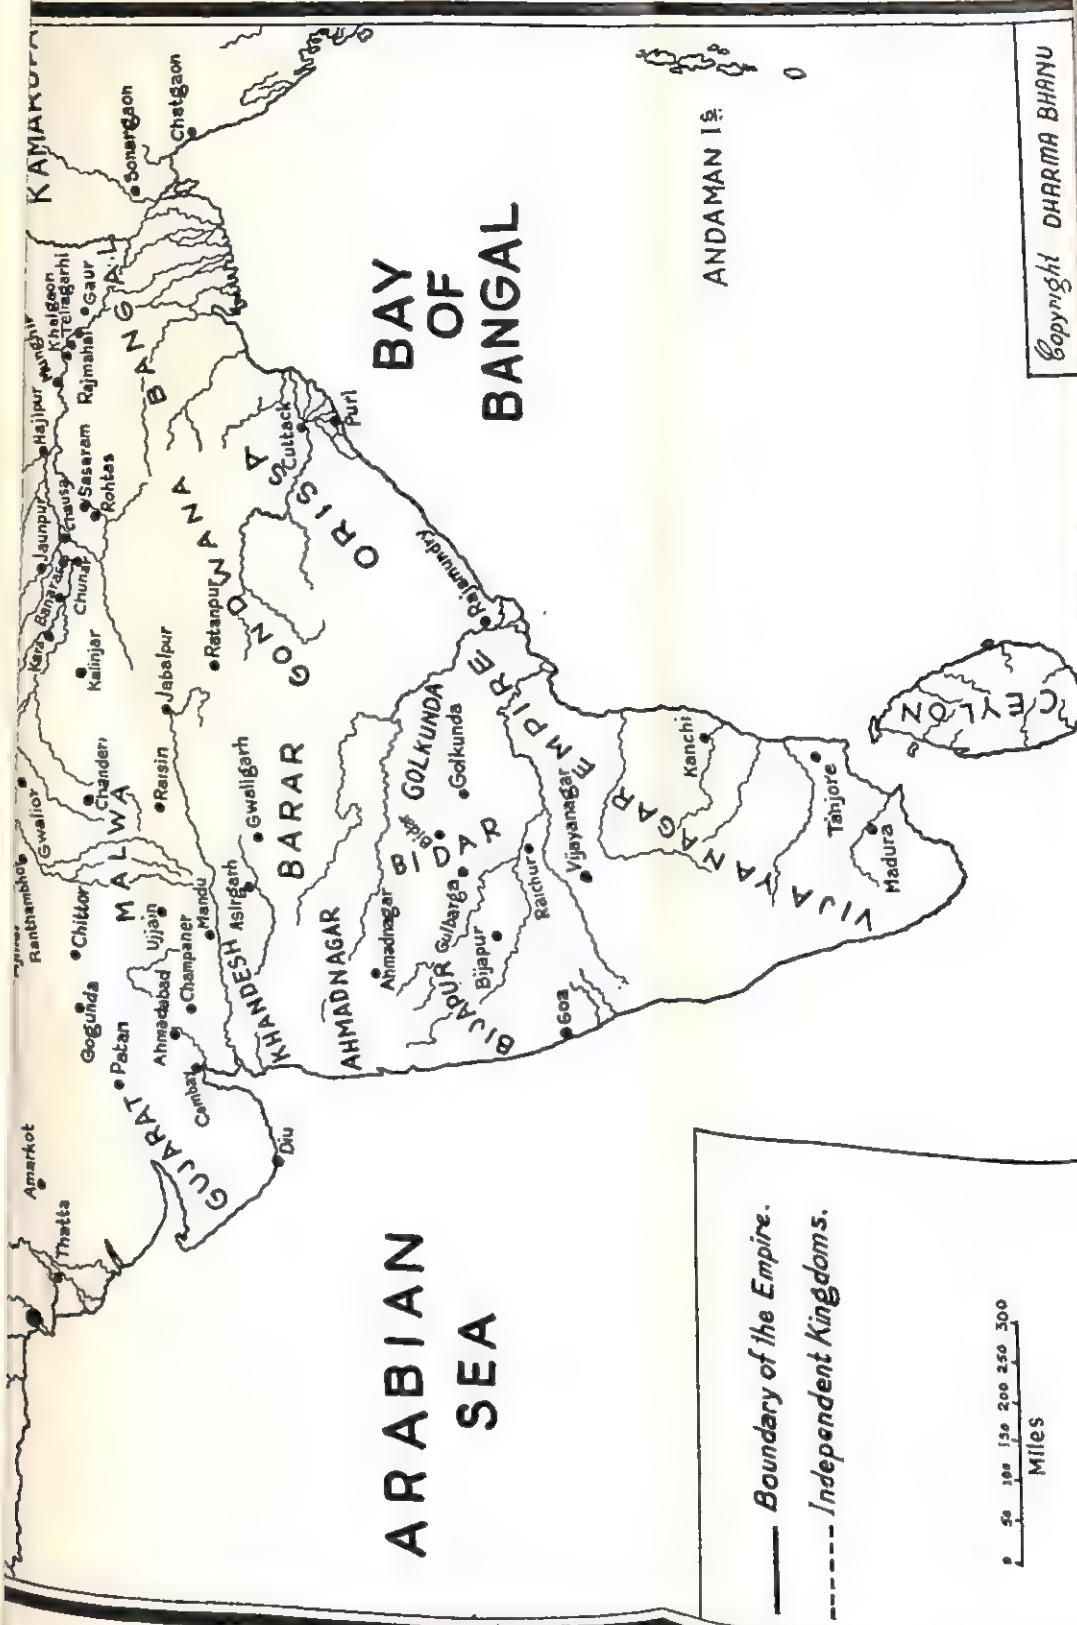 KAMARUPA
Sonargaon
Chatgaon
Hajipur
Munghir
Khalgaon
Teliagarhi
Gaur
Rajmahal
BANGAL
Jaunpur
Chausa
Sasaram
Rohtas
Kara
Banaras
Chunar
Kalinjar
Gwalior
Ranthambhor
Chanderi
Chittor
MALWA
Gogunda
Patan
Amarkot
Thatta
GUJARAT
Ahmadabad
Champaner
Ujjain
Mandu
Raisin
Jabalpur
Cambay
Diu
Ratanpur
GONDWANA
ORISSA
Cuttack
Puri
KHANDESH
Asirgarh
Gwaligarh
BARAR
AHMADNAGAR
Ahmadnagar
BIDAR
Bidar
GOLKUNDA
Golkunda
Rajamundry
BIJAPUR
Gulbarga
Bijapur
Raichur
Goa
Vijayanagar
VIJAYANAGAR EMPIRE
Kanchi
Tanjore
Madura
CEYLON
ARABIAN
SEA
BAY
OF
BANGAL
ANDAMAN Is.
Boundary of the Empire.
Independent Kingdoms.
0 50 100 150 200 250 300
Miles
Copyright DHARMA BHANU